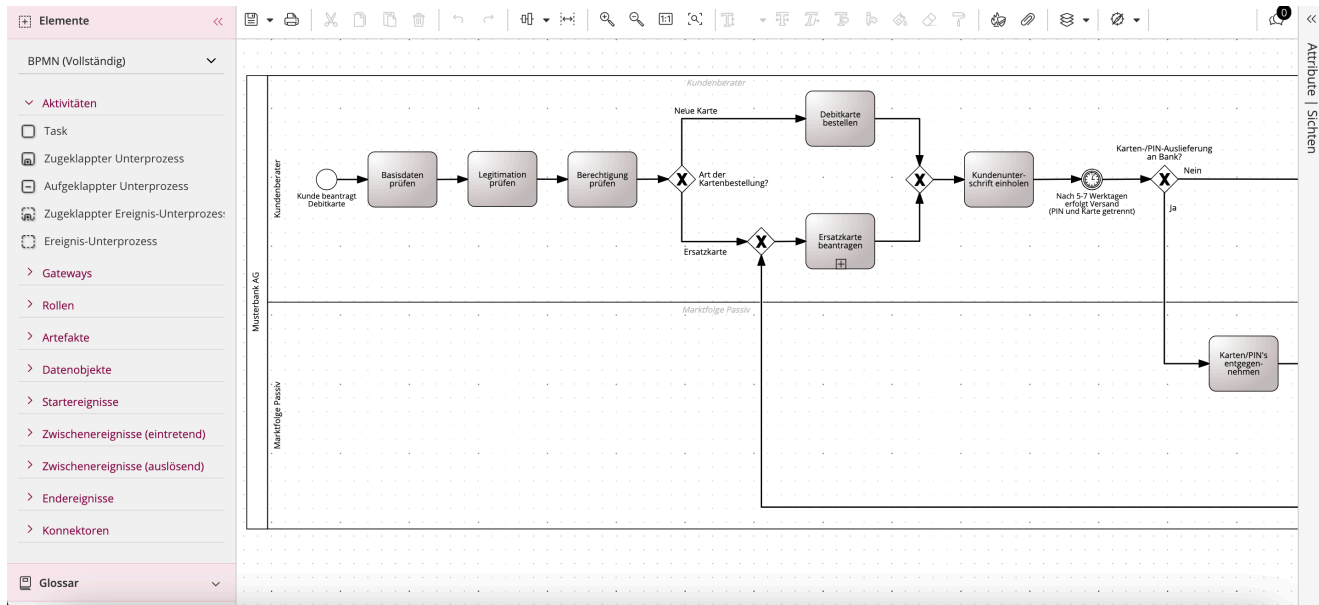 Elemente
BPMN (Vollständig)
Aktivitäten
Task
Zugeklappter Unterprozess
Aufgeklappter Unterprozess
Zugeklappter Ereignis-Unterprozess
Ereignis-Unterprozess
Gateways
Rollen
Artefakte
Datenobjekte
Startereignisse
Zwischenereignisse (eintretend)
Zwischenereignisse (auslösend)
Endereignisse
Konnektoren
Glossar
1:1
0
Attribute | Sichten
Musterbank AG
Kundenberater
Kundenberater
Kunde beantragt
Debitkarte
Basisdaten
prüfen
Legitimation
prüfen
Berechtigung
prüfen
Art der
Kartenbestellung?
Neue Karte
Debitkarte
bestellen
Ersatzkarte
Ersatzkarte
beantragen
Kundenunter-
schrift einholen
Nach 5-7 Werktagen
erfolgt Versand
(PIN und Karte getrennt)
Karten-/PIN-Auslieferung
an Bank?
Nein
Ja
Marktfolge Passiv
Marktfolge Passiv
Karten/PIN's
entgegen-
nehmen